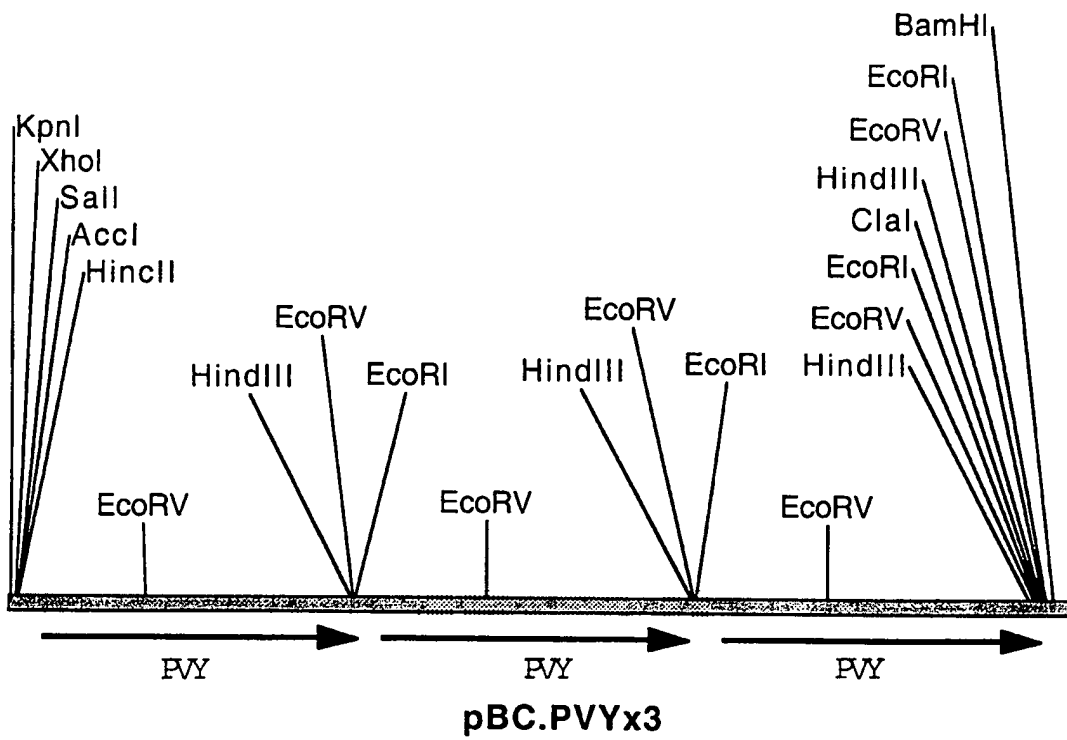 BamHI
EcoRI
KpnI
EcoRV
XhoI
HindIII
SalI
ClaI
AccI
EcoRI
HincII
EcoRV
EcoRV
EcoRV
HindIII
HindIII
EcoRI
HindIII
EcoRI
EcoRV
EcoRV
EcoRV
PVY
PVY
PVY
pBC.PVYx3